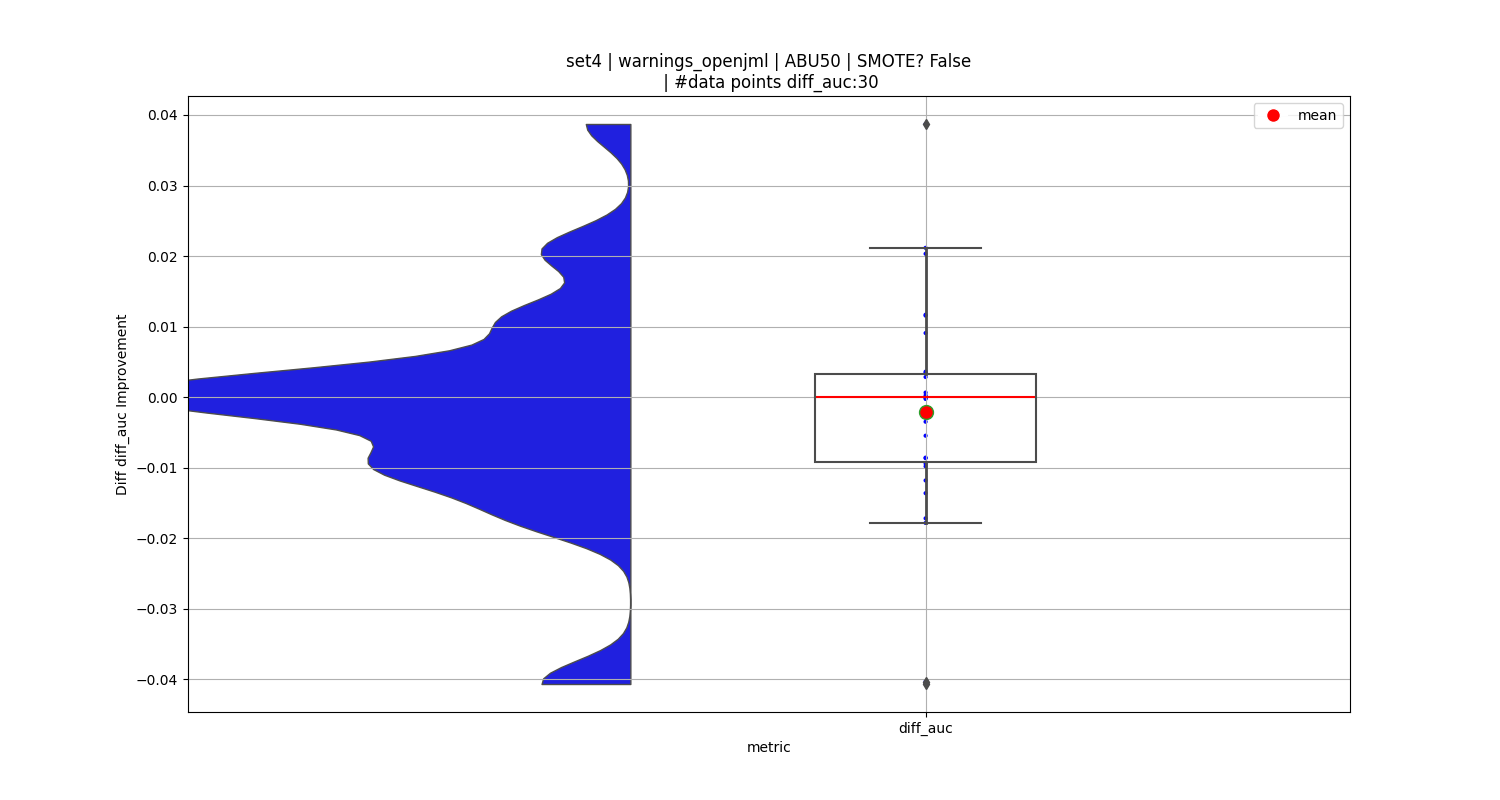 set4 | warnings_openjml | ABU50 | SMOTE? False
| #data points diff_auc:30
mean
0.04
0.03
0.02
0.01
0.00
−0.01
−0.02
−0.03
−0.04
Diff diff_auc Improvement
diff_auc
metric